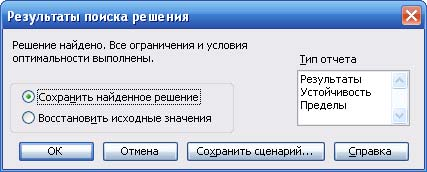 Результаты поиска решения
Решение найдено. Все ограничения и условия
оптимальности выполнены.
Тип отчета
Результаты
Устойчивость
Пределы
Сохранить найденное решение
Восстановить исходные значения
ОК
Отмена
Сохранить сценарий...
Справка